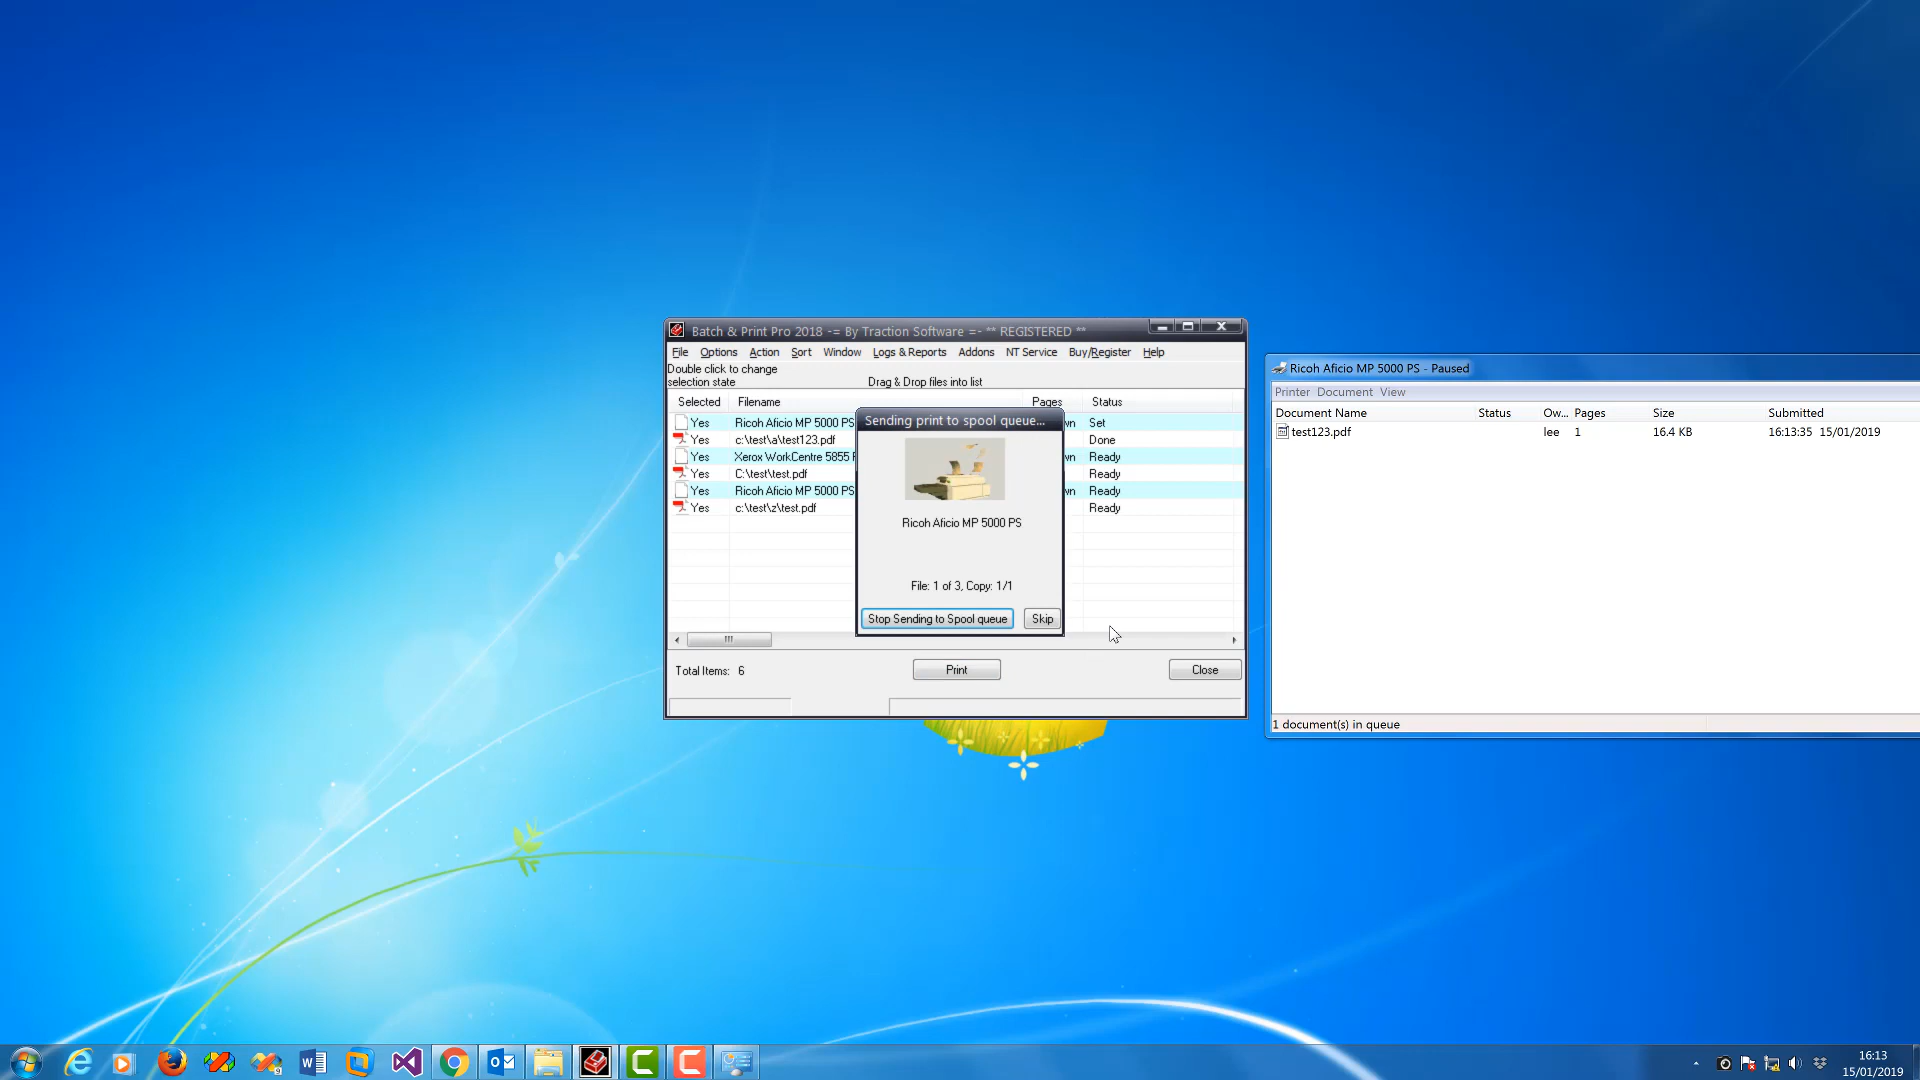 Batch & Print Pro 2018 -= By Traction Software =- ** REGISTERED **
File Options Action Sort Window Logs & Reports Addons NT Service Buy/Register Help
Double click to change
selection state
Drag & Drop files into list
Selected Filename Pages Status
Yes Ricoh Aficio MP 5000 PS wn Set
Yes c:\test\a\test123.pdf Done
Yes Xerox WorkCentre 5855 wn Ready
Yes C:\test\test.pdf Ready
Yes Ricoh Aficio MP 5000 PS wn Ready
Yes c:\test\z\test.pdf Ready
Sending print to spool queue...
Ricoh Aficio MP 5000 PS
File: 1 of 3, Copy: 1/1
Stop Sending to Spool queue Skip
Total Items: 6 Print Close
Ricoh Aficio MP 5000 PS - Paused
Printer Document View
Document Name Status Ow... Pages Size Submitted
test123.pdf lee 1 16.4 KB 16:13:35 15/01/2019
1 document(s) in queue
16:13
15/01/2019